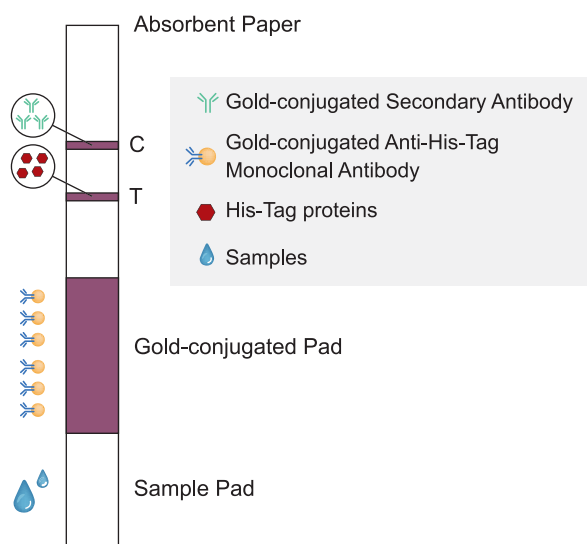 Absorbent Paper
Gold-conjugated Secondary Antibody
C
Gold-conjugated Anti-His-Tag
Monoclonal Antibody
T
His-Tag proteins
Samples
Gold-conjugated Pad
Sample Pad